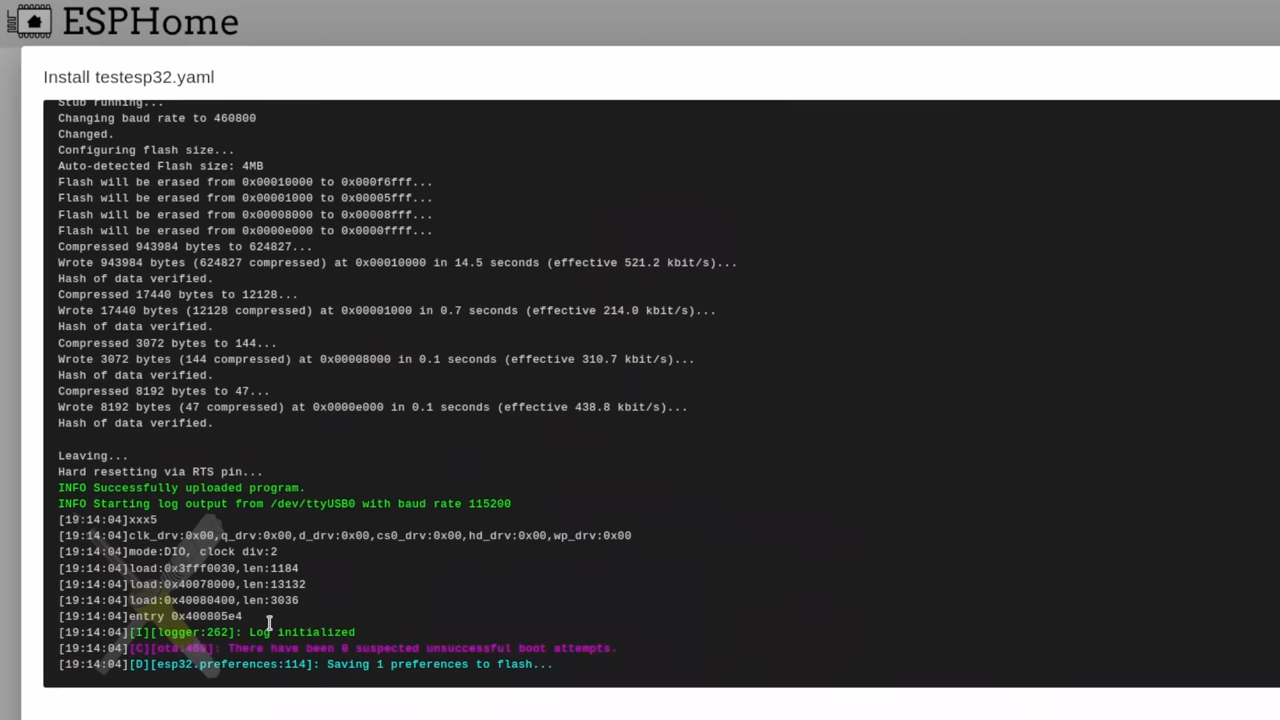 ESPHome
Install testesp32.yaml
Stub running...
Changing baud rate to 460800
Changed.
Configuring flash size...
Auto-detected Flash size: 4MB
Flash will be erased from 0x00010000 to 0x000f6fff...
Flash will be erased from 0x00001000 to 0x00005fff...
Flash will be erased from 0x00008000 to 0x00008fff...
Flash will be erased from 0x0000e000 to 0x0000ffff...
Compressed 943984 bytes to 624827...
Wrote 943984 bytes (624827 compressed) at 0x00010000 in 14.5 seconds (effective 521.2 kbit/s)...
Hash of data verified.
Compressed 17440 bytes to 12128...
Wrote 17440 bytes (12128 compressed) at 0x00001000 in 0.7 seconds (effective 214.0 kbit/s)...
Hash of data verified.
Compressed 3072 bytes to 144...
Wrote 3072 bytes (144 compressed) at 0x00008000 in 0.1 seconds (effective 310.7 kbit/s)...
Hash of data verified.
Compressed 8192 bytes to 47...
Wrote 8192 bytes (47 compressed) at 0x0000e000 in 0.1 seconds (effective 438.8 kbit/s)...
Hash of data verified.
Leaving...
Hard resetting via RTS pin...
INFO Successfully uploaded program.
INFO Starting log output from /dev/ttyUSB0 with baud rate 115200
[19:14:04]xxx5
[19:14:04]clk_drv:0x00,q_drv:0x00,d_drv:0x00,cs0_drv:0x00,hd_drv:0x00,wp_drv:0x00
[19:14:04]mode:DIO, clock div:2
[19:14:04]load:0x3fff0030,len:1184
[19:14:04]load:0x40078000,len:13132
[19:14:04]load:0x40080400,len:3036
[19:14:04]entry 0x400805e4
[19:14:04][I][logger:262]: Log initialized
[19:14:04][C][ota:469]: There have been 0 suspected unsuccessful boot attempts.
[19:14:04][D][esp32.preferences:114]: Saving 1 preferences to flash...